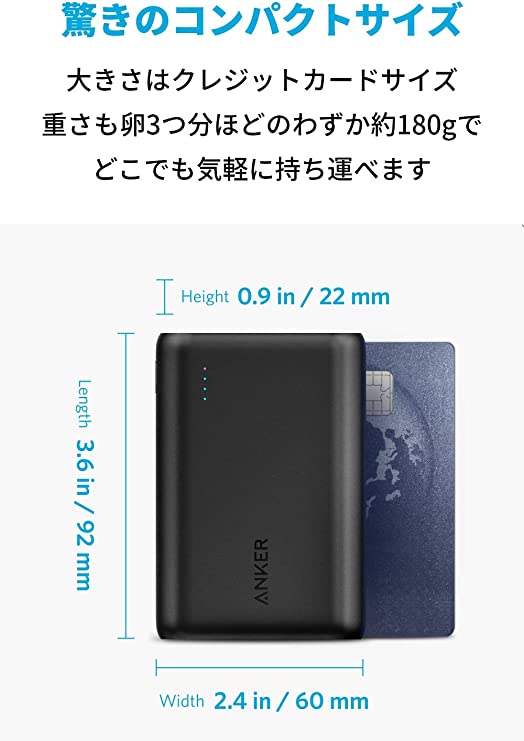 驚きのコンパクトサイズ
大きさはクレジットカードサイズ
重さも卵3つ分ほどのわずか約180gで
どこでも気軽に持ち運べます
Height 0.9 in / 22 mm
Length 3.6 in / 92 mm
ANKER
Width 2.4 in / 60 mm